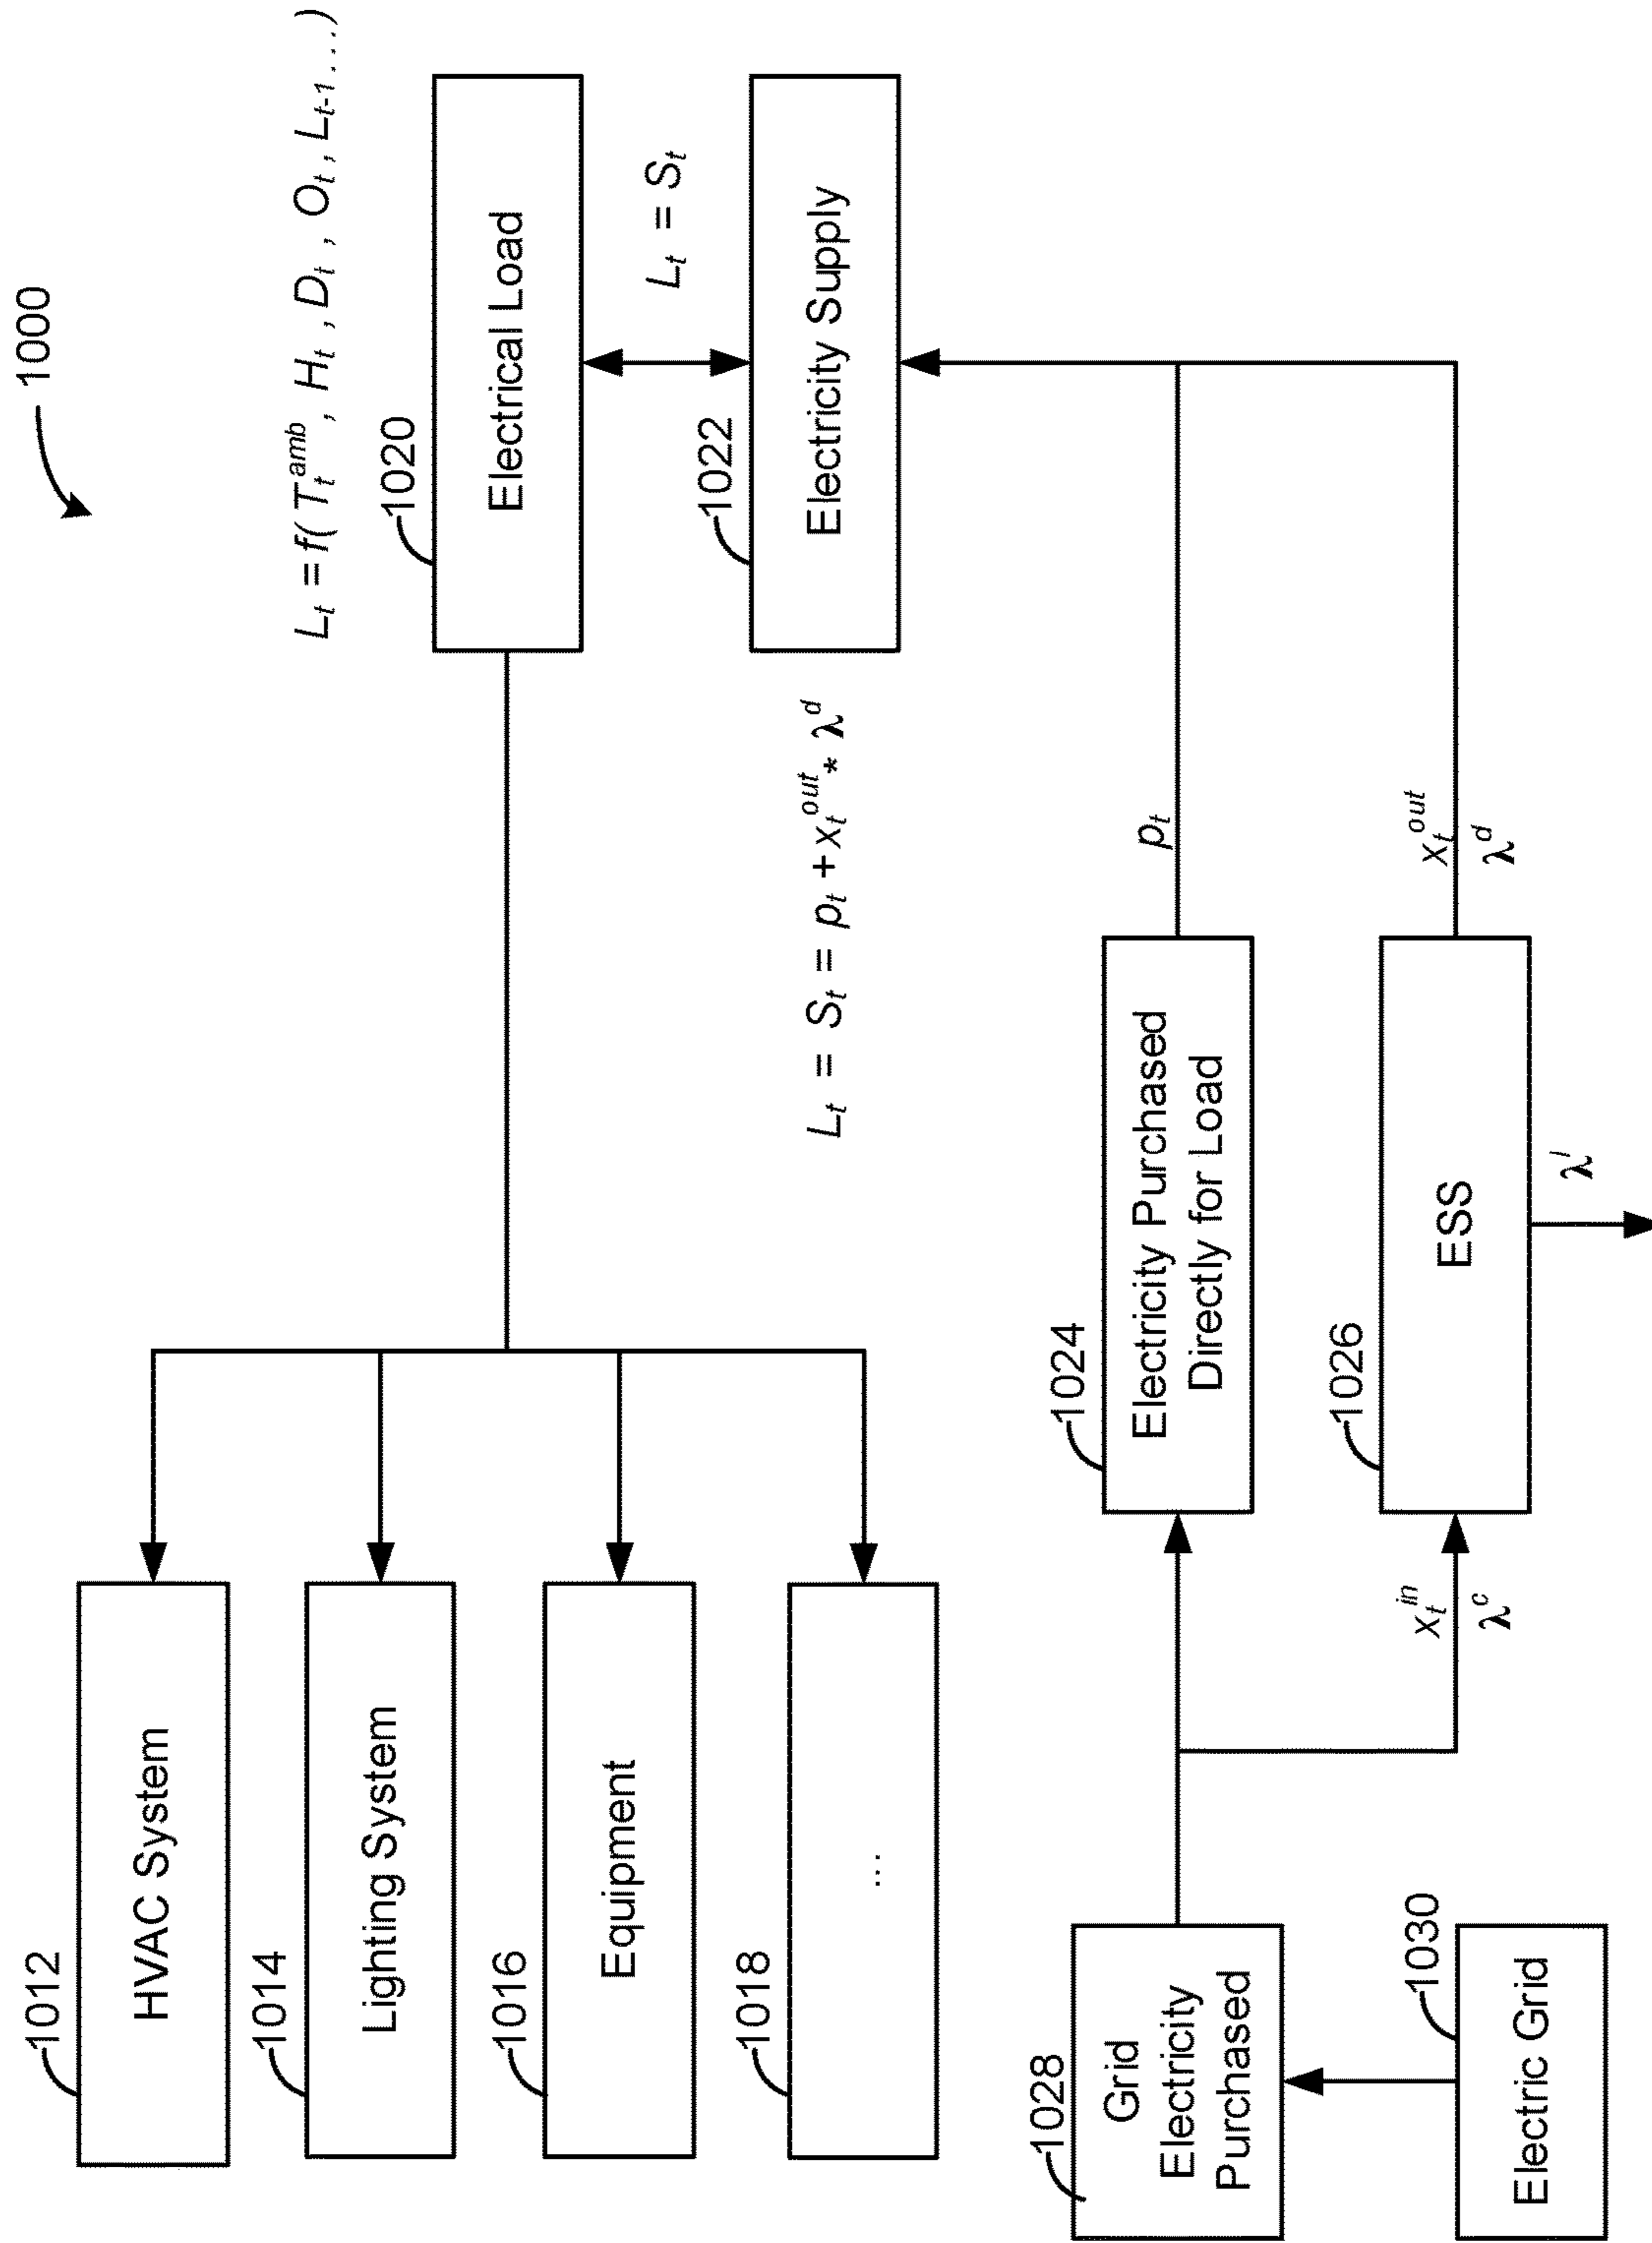 1000
L_t = f( T_t^amb , H_t , D_t , O_t , L_t-1 . . . )
1012
HVAC System
1014
Lighting System
1016
Equipment
1018
...
1020
Electrical Load
L_t = S_t
1022
Electricity Supply
L_t = S_t = p_t + x_t^out * λ^d
1024
Electricity Purchased
Directly for Load
p_t
1028
Grid
Electricity
Purchased
1026
ESS
x_t^in
λ^c
x_t^out
λ^d
λ^l
1030
Electric Grid